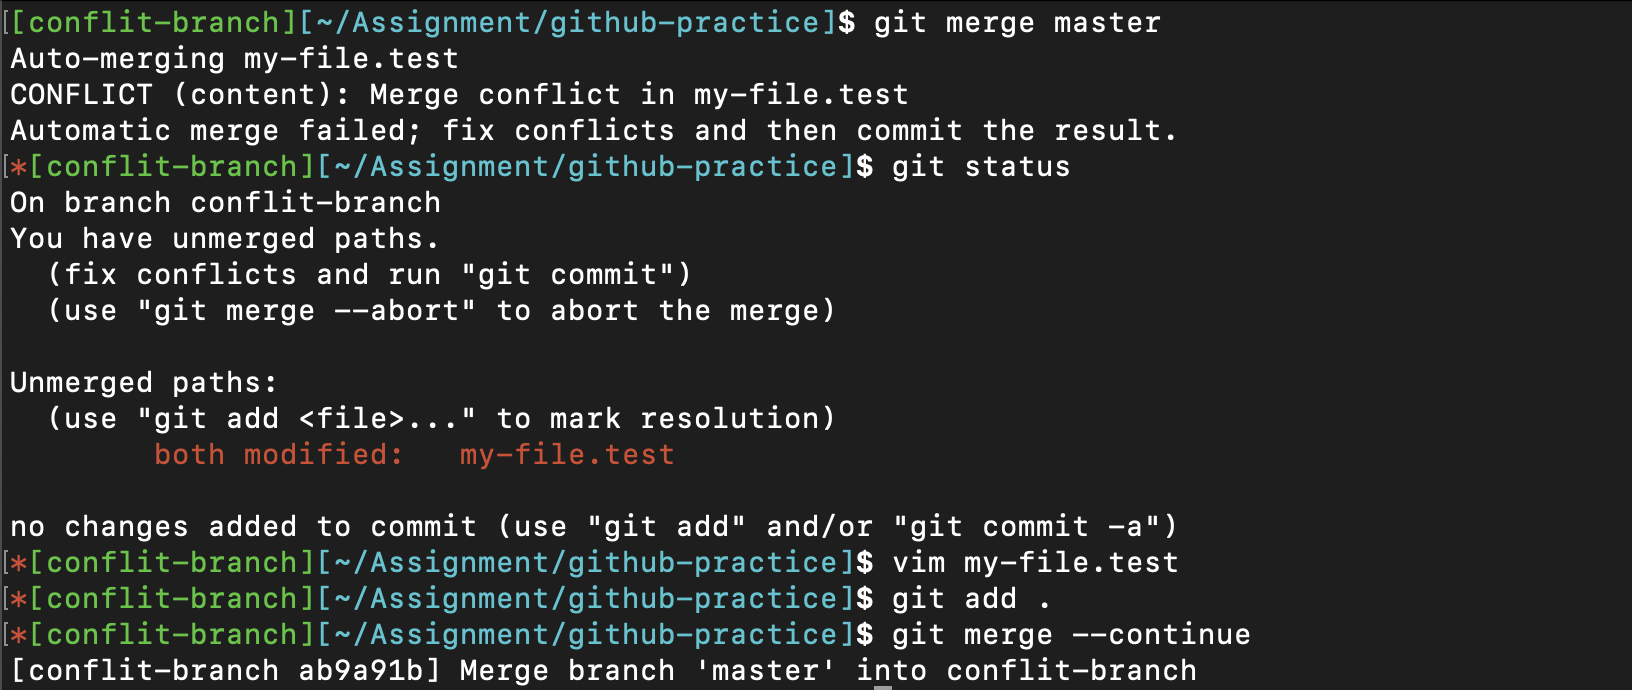 [[conflit-branch][~/Assignment/github-practice]$ git merge master
Auto-merging my-file.test
CONFLICT (content): Merge conflict in my-file.test
Automatic merge failed; fix conflicts and then commit the result.
[*[conflit-branch][~/Assignment/github-practice]$ git status
On branch conflit-branch
You have unmerged paths.
  (fix conflicts and run "git commit")
  (use "git merge --abort" to abort the merge)

Unmerged paths:
  (use "git add <file>..." to mark resolution)
        both modified:   my-file.test

no changes added to commit (use "git add" and/or "git commit -a")
[*[conflit-branch][~/Assignment/github-practice]$ vim my-file.test
[*[conflit-branch][~/Assignment/github-practice]$ git add .
[*[conflit-branch][~/Assignment/github-practice]$ git merge --continue
[conflit-branch ab9a91b] Merge branch 'master' into conflit-branch